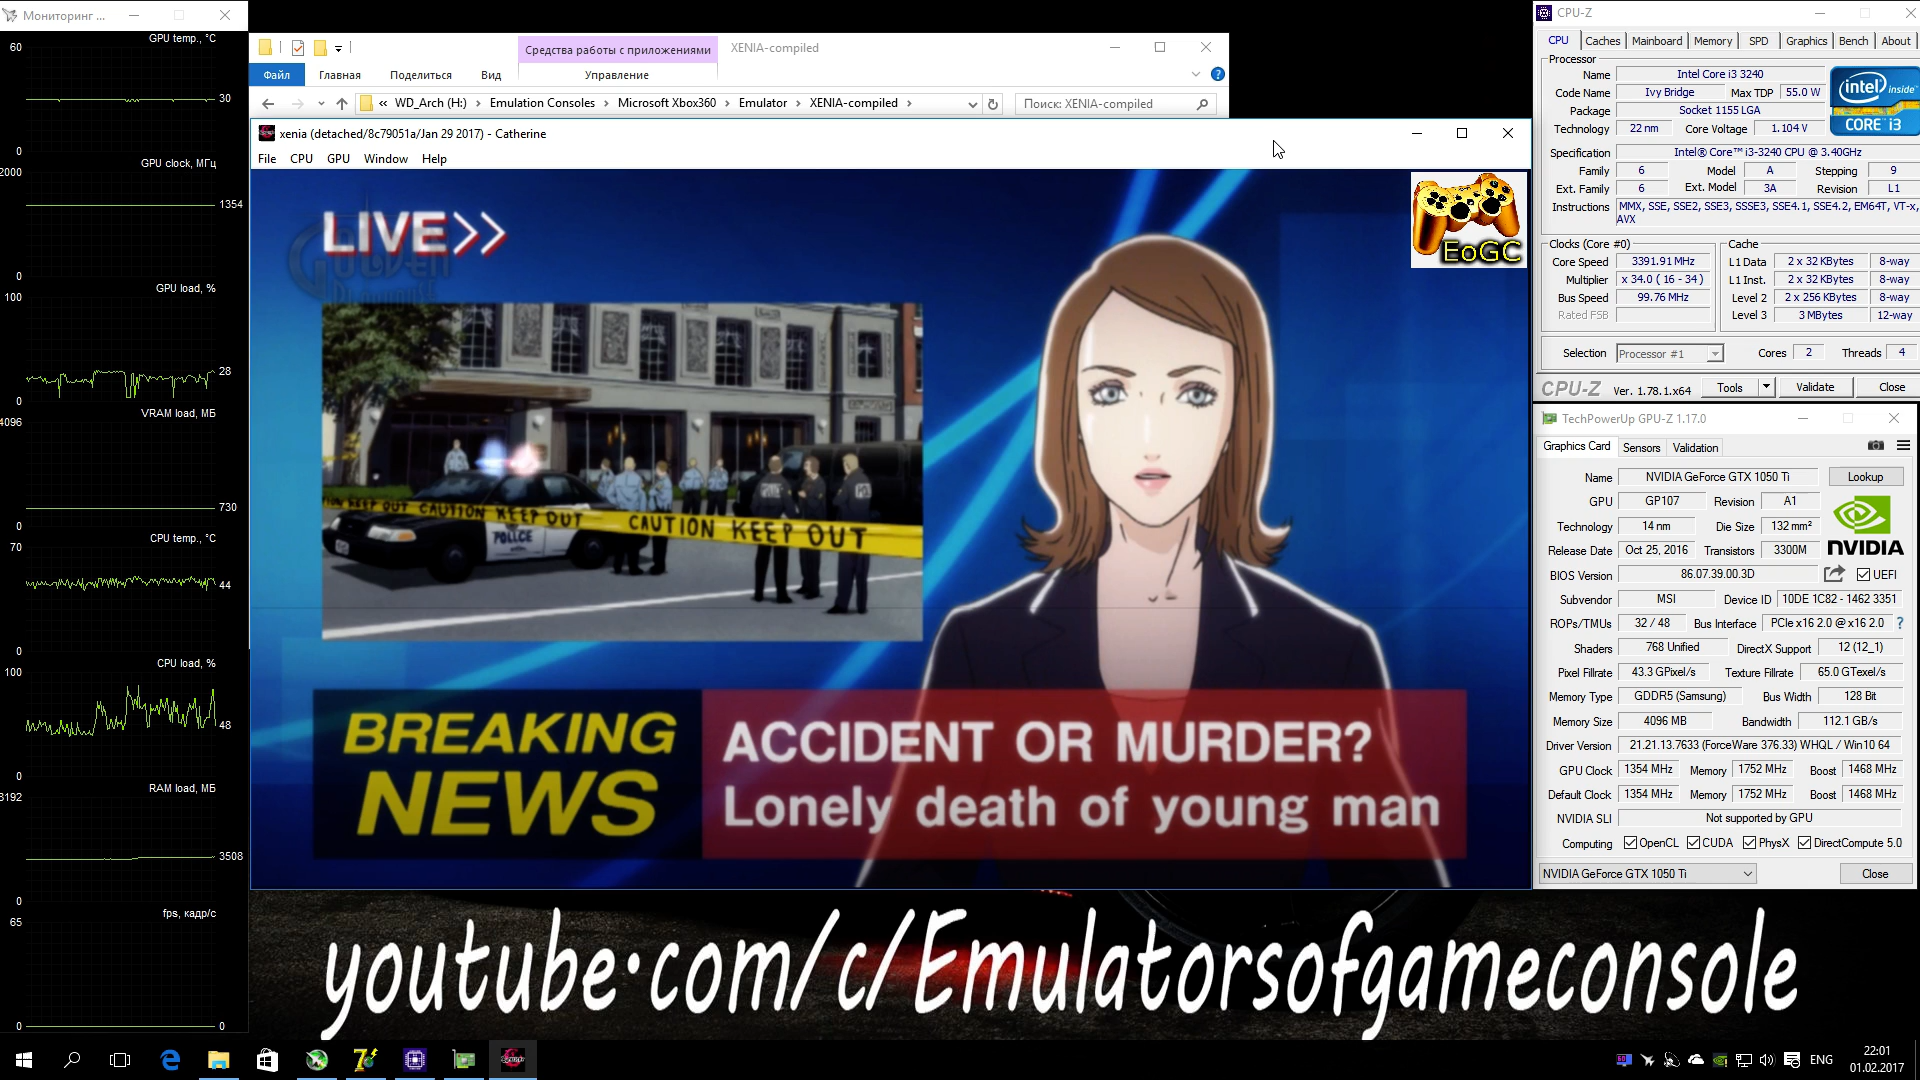 Мониторинг ...
GPU temp., °C
60
30
0
GPU clock, МГц
2000
1354
0
GPU load, %
100
28
0
VRAM load, МБ
4096
730
0
CPU temp., °C
70
44
0
CPU load, %
100
48
0
RAM load, МБ
3508
0
fps, кадр/с
65
0
0
Средства работы с приложениями
XENIA-compiled
Файл
Главная
Поделиться
Вид
Управление
« WD_Arch (H:) › Emulation Consoles › Microsoft Xbox360 › Emulator › XENIA-compiled ›
Поиск: XENIA-compiled
xenia (detached/8c79051a/Jan 29 2017) - Catherine
File CPU GPU Window Help
LIVE>>
EoGC
CAUTION KEEP OUT
CAUTION KEEP OUT
POLICE
BREAKING
NEWS
ACCIDENT OR MURDER?
Lonely death of young man
youtube.com/c/Emulatorsofgameconsole
CPU-Z
CPU Caches Mainboard Memory SPD Graphics Bench About
Processor
Name Intel Core i3 3240
Code Name Ivy Bridge Max TDP 55.0 W
Package Socket 1155 LGA
Technology 22 nm Core Voltage 1.104 V
intel inside™
CORE i3
Specification Intel® Core™ i3-3240 CPU @ 3.40GHz
Family 6 Model A Stepping 9
Ext. Family 6 Ext. Model 3A Revision L1
Instructions MMX, SSE, SSE2, SSE3, SSSE3, SSE4.1, SSE4.2, EM64T, VT-x,
AVX
Clocks (Core #0)
Core Speed 3391.91 MHz
Multiplier x 34.0 ( 16 - 34 )
Bus Speed 99.76 MHz
Rated FSB
Cache
L1 Data 2 x 32 KBytes 8-way
L1 Inst. 2 x 32 KBytes 8-way
Level 2 2 x 256 KBytes 8-way
Level 3 3 MBytes 12-way
Selection Processor #1 Cores 2 Threads 4
CPU-Z Ver. 1.78.1.x64 Tools Validate Close
TechPowerUp GPU-Z 1.17.0
Graphics Card Sensors Validation
Name NVIDIA GeForce GTX 1050 Ti Lookup
GPU GP107 Revision A1
Technology 14 nm Die Size 132 mm²
Release Date Oct 25, 2016 Transistors 3300M
NVIDIA
BIOS Version 86.07.39.00.3D UEFI
Subvendor MSI Device ID 10DE 1C82 - 1462 3351
ROPs/TMUs 32 / 48 Bus Interface PCIe x16 2.0 @ x16 2.0 ?
Shaders 768 Unified DirectX Support 12 (12_1)
Pixel Fillrate 43.3 GPixel/s Texture Fillrate 65.0 GTexel/s
Memory Type GDDR5 (Samsung) Bus Width 128 Bit
Memory Size 4096 MB Bandwidth 112.1 GB/s
Driver Version 21.21.13.7633 (ForceWare 376.33) WHQL / Win10 64
GPU Clock 1354 MHz Memory 1752 MHz Boost 1468 MHz
Default Clock 1354 MHz Memory 1752 MHz Boost 1468 MHz
NVIDIA SLI Not supported by GPU
Computing OpenCL CUDA PhysX DirectCompute 5.0
NVIDIA GeForce GTX 1050 Ti Close
ENG
22:01
01.02.2017